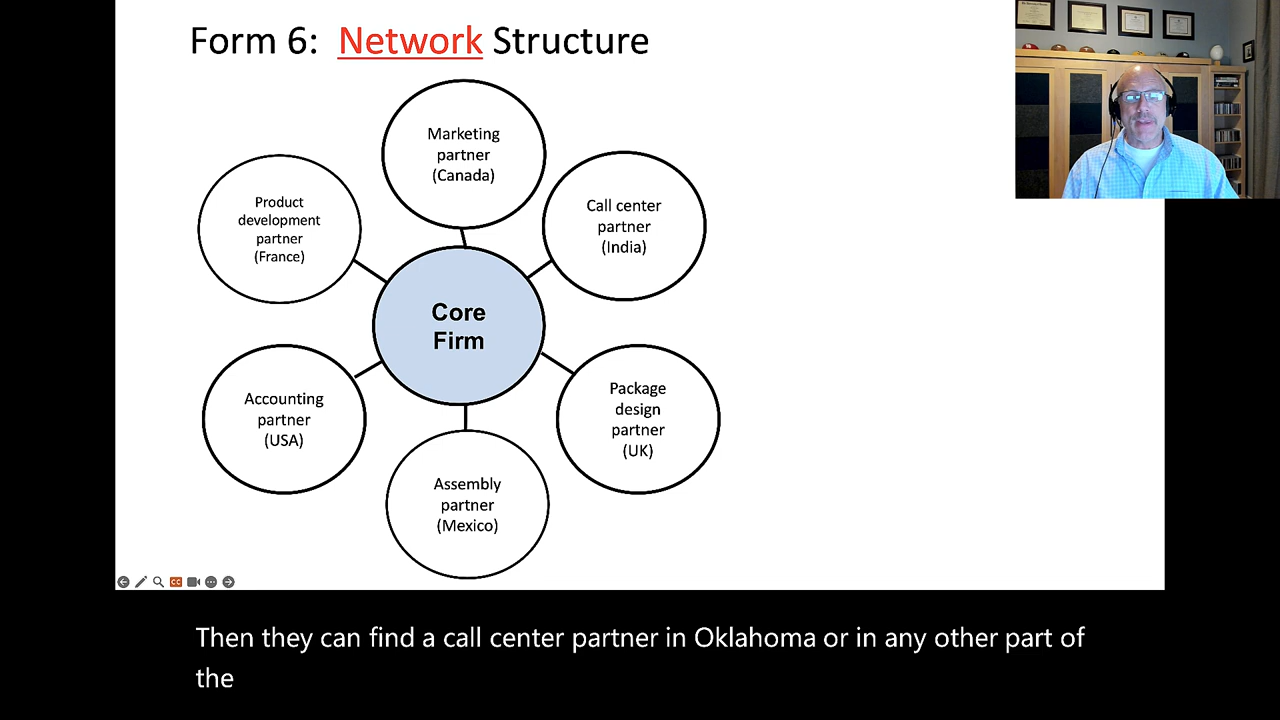 Form 6: Network Structure
Marketing
partner
(Canada)
Call center
partner
(India)
Product
development
partner
(France)
Core
Firm
Accounting
partner
(USA)
Package
design
partner
(UK)
Assembly
partner
(Mexico)
CC
Then they can find a call center partner in Oklahoma or in any other part of
the